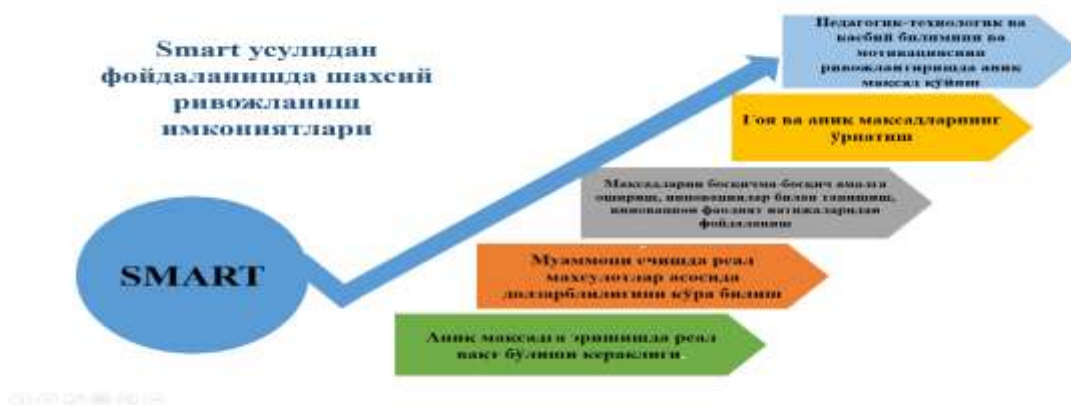 Smart усулидан
фойдаланишда шахсий
ривожланиш
имкониятлари
SMART
Педагогик-технологик ва
касбий билимини ва
мотивациясини
ривожлантиришда аниқ
мақсад қўйиш
Ғоя ва аниқ мақсадларнинг
ўрнатиш
Мақсадларни босқичма-босқич амалга
ошириш, инновациялар билан танишиш,
инновацион фаолият натижаларидан
фойдаланиш
Муаммони ечишда реал
махсулотлар асосида
долзарблилигини кўра билиш
Аниқ мақсадга эришишда реал
вақт бўлиши кераклиги.